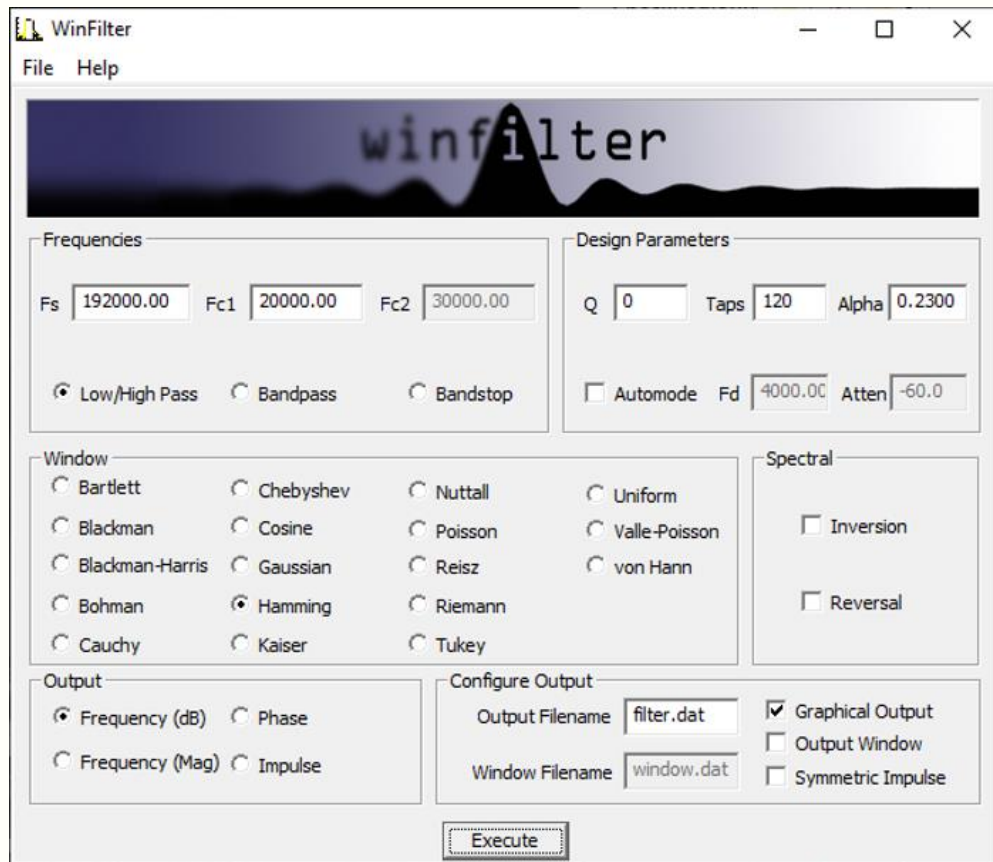 WinFilter
File Help
winfilter
Frequencies
Fs 192000.00 Fc1 20000.00 Fc2 30000.00
Low/High Pass Bandpass Bandstop
Design Parameters
Q 0 Taps 120 Alpha 0.2300
Automode Fd 4000.00 Atten -60.0
Window
Bartlett Chebyshev Nuttall Uniform
Blackman Cosine Poisson Valle-Poisson
Blackman-Harris Gaussian Reisz von Hann
Bohman Hamming Riemann
Cauchy Kaiser Tukey
Spectral
Inversion
Reversal
Output
Frequency (dB) Phase
Frequency (Mag) Impulse
Configure Output
Output Filename filter.dat Graphical Output
Output Window
Window Filename window.dat Symmetric Impulse
Execute